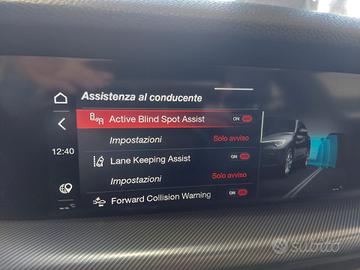 Assistenza al conducente
Active Blind Spot Assist ON
Impostazioni Solo avviso
12:40
Lane Keeping Assist ON
Impostazioni Solo avviso
Forward Collision Warning ON
subito